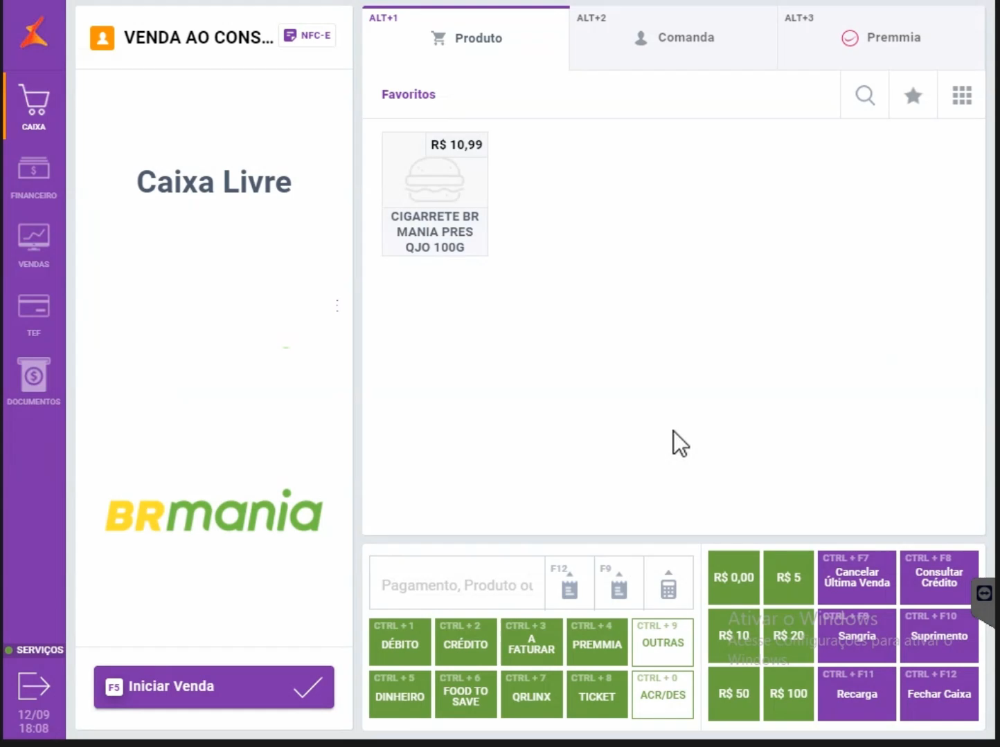 VENDA AO CONS...
NFC-E
ALT+1
Produto
ALT+2
Comanda
ALT+3
Premmia
Favoritos
CAIXA
FINANCEIRO
VENDAS
TEF
DOCUMENTOS
SERVIÇOS
12/09
18:08
Caixa Livre
BRmania
F5 Iniciar Venda
R$ 10,99
CIGARRETE BR
MANIA PRES
QJO 100G
Pagamento, Produto ou
F12
F9
CTRL + 1
DÉBITO
CTRL + 2
CRÉDITO
CTRL + 3
A
FATURAR
CTRL + 4
PREMMIA
CTRL + 9
OUTRAS
CTRL + 5
DINHEIRO
CTRL + 6
FOOD TO
SAVE
CTRL + 7
QRLINX
CTRL + 8
TICKET
CTRL + 0
ACR/DES
R$ 0,00
R$ 5
CTRL + F7
Cancelar
Última Venda
CTRL + F8
Consultar
Crédito
R$ 10
R$ 20
CTRL + F9
Sangria
CTRL + F10
Suprimento
R$ 50
R$ 100
CTRL + F11
Recarga
CTRL + F12
Fechar Caixa
Ativar o Windows
Acesse Configurações para ativar o
Windows.